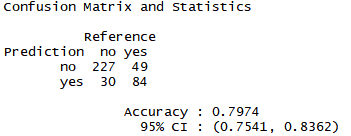 Confusion Matrix and Statistics
Reference
Prediction no yes
no 227 49
yes 30 84
Accuracy : 0.7974
95% CI : (0.7541, 0.8362)